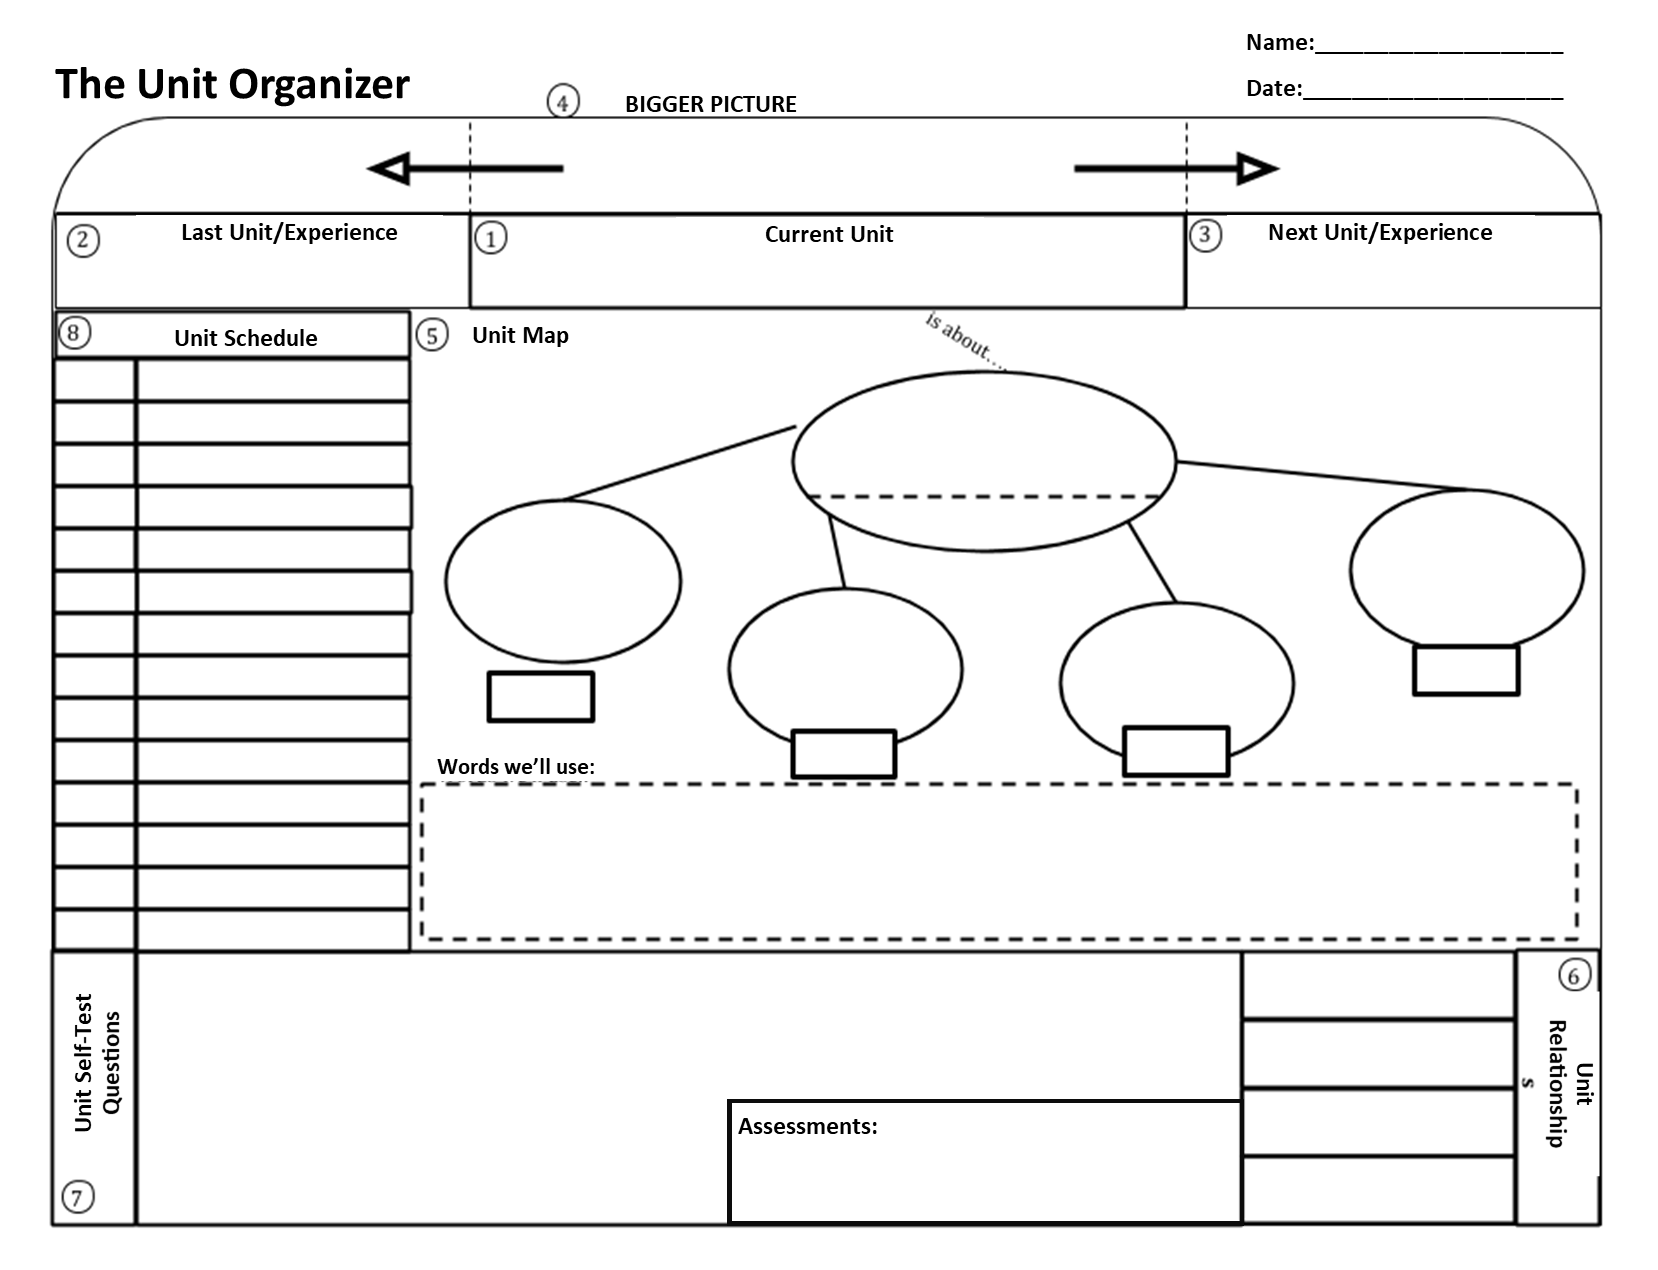 Name:____________________
The Unit Organizer
Date:_____________________
4 BIGGER PICTURE
2 Last Unit/Experience
1 Current Unit
3 Next Unit/Experience
8 Unit Schedule
5 Unit Map
is about....
Words we’ll use:
Unit Self-Test
Questions
7
Assessments:
6
Unit
Relationship
s